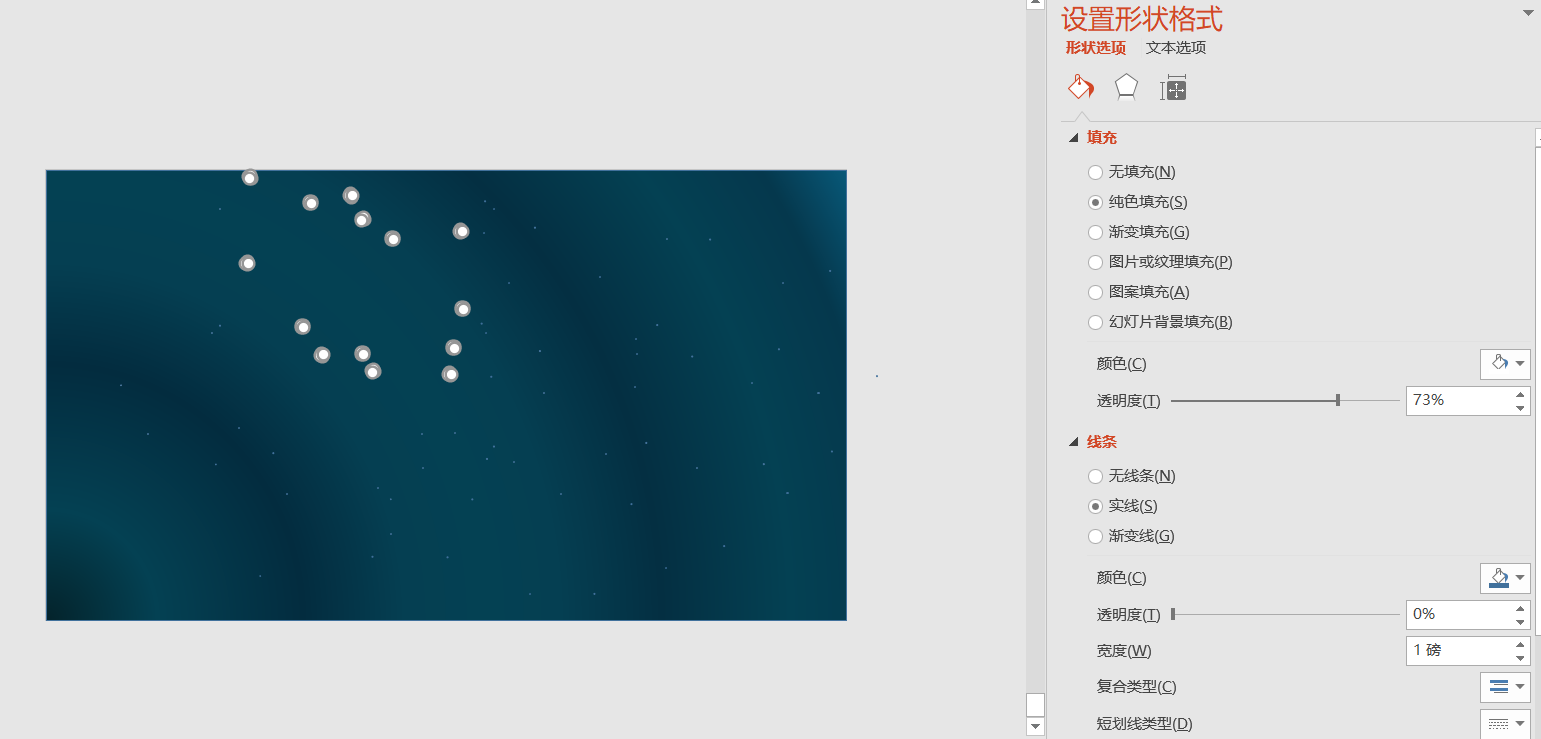 设置形状格式
形状选项 文本选项
填充
无填充(N)
纯色填充(S)
渐变填充(G)
图片或纹理填充(P)
图案填充(A)
幻灯片背景填充(B)
颜色(C)
透明度(T) 73%
线条
无线条(N)
实线(S)
渐变线(G)
颜色(C)
透明度(T) 0%
宽度(W) 1 磅
复合类型(C)
短划线类型(D)